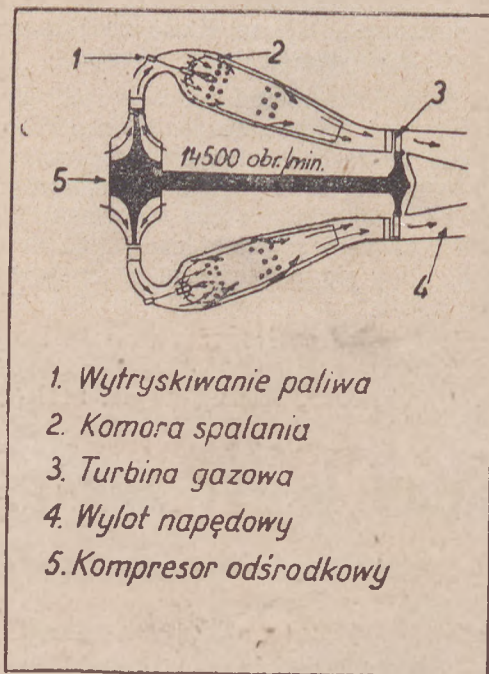 1
2
3
14500 obr./min.
5
4
1. Wytryskiwanie paliwa
2. Komora spalania
3. Turbina gazowa
4. Wylot napędowy
5. Kompresor odśrodkowy